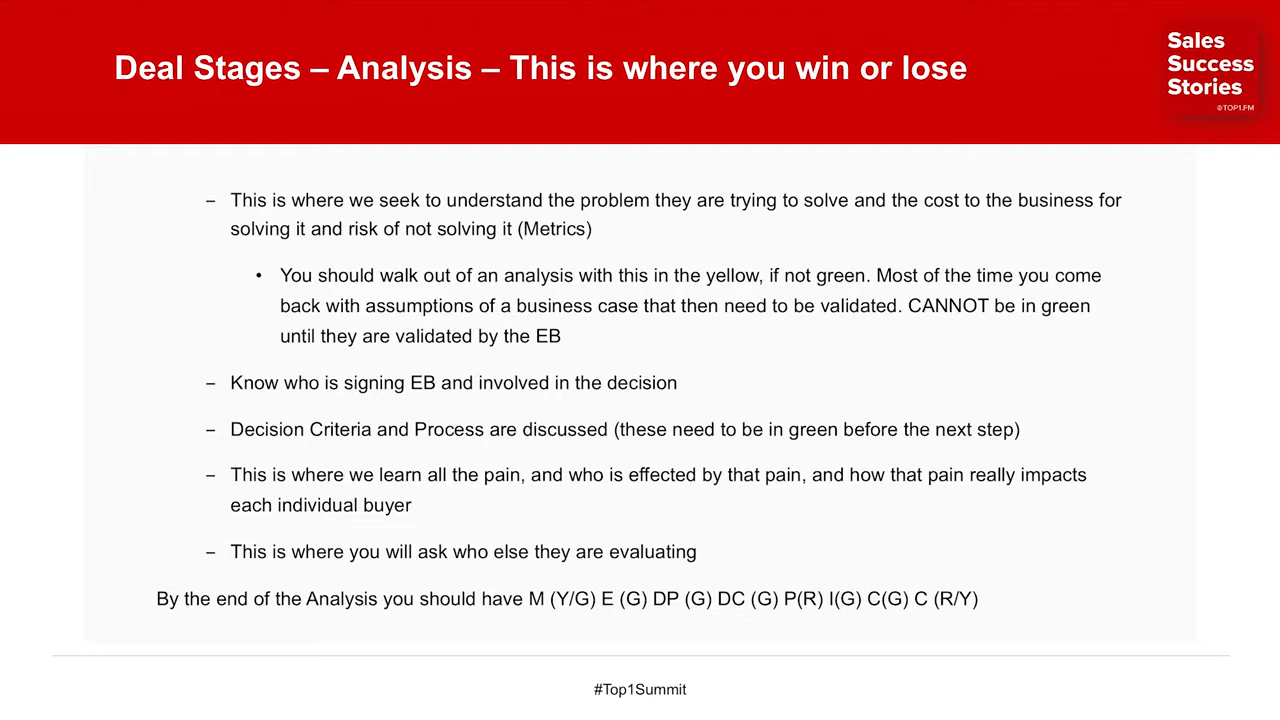 Deal Stages – Analysis – This is where you win or lose
Sales
Success
Stories
©TOP1.FM
– This is where we seek to understand the problem they are trying to solve and the cost to the business for
solving it and risk of not solving it (Metrics)
• You should walk out of an analysis with this in the yellow, if not green. Most of the time you come
back with assumptions of a business case that then need to be validated. CANNOT be in green
until they are validated by the EB
– Know who is signing EB and involved in the decision
– Decision Criteria and Process are discussed (these need to be in green before the next step)
– This is where we learn all the pain, and who is effected by that pain, and how that pain really impacts
each individual buyer
– This is where you will ask who else they are evaluating
By the end of the Analysis you should have M (Y/G) E (G) DP (G) DC (G) P(R) I(G) C(G) C (R/Y)
#Top1Summit